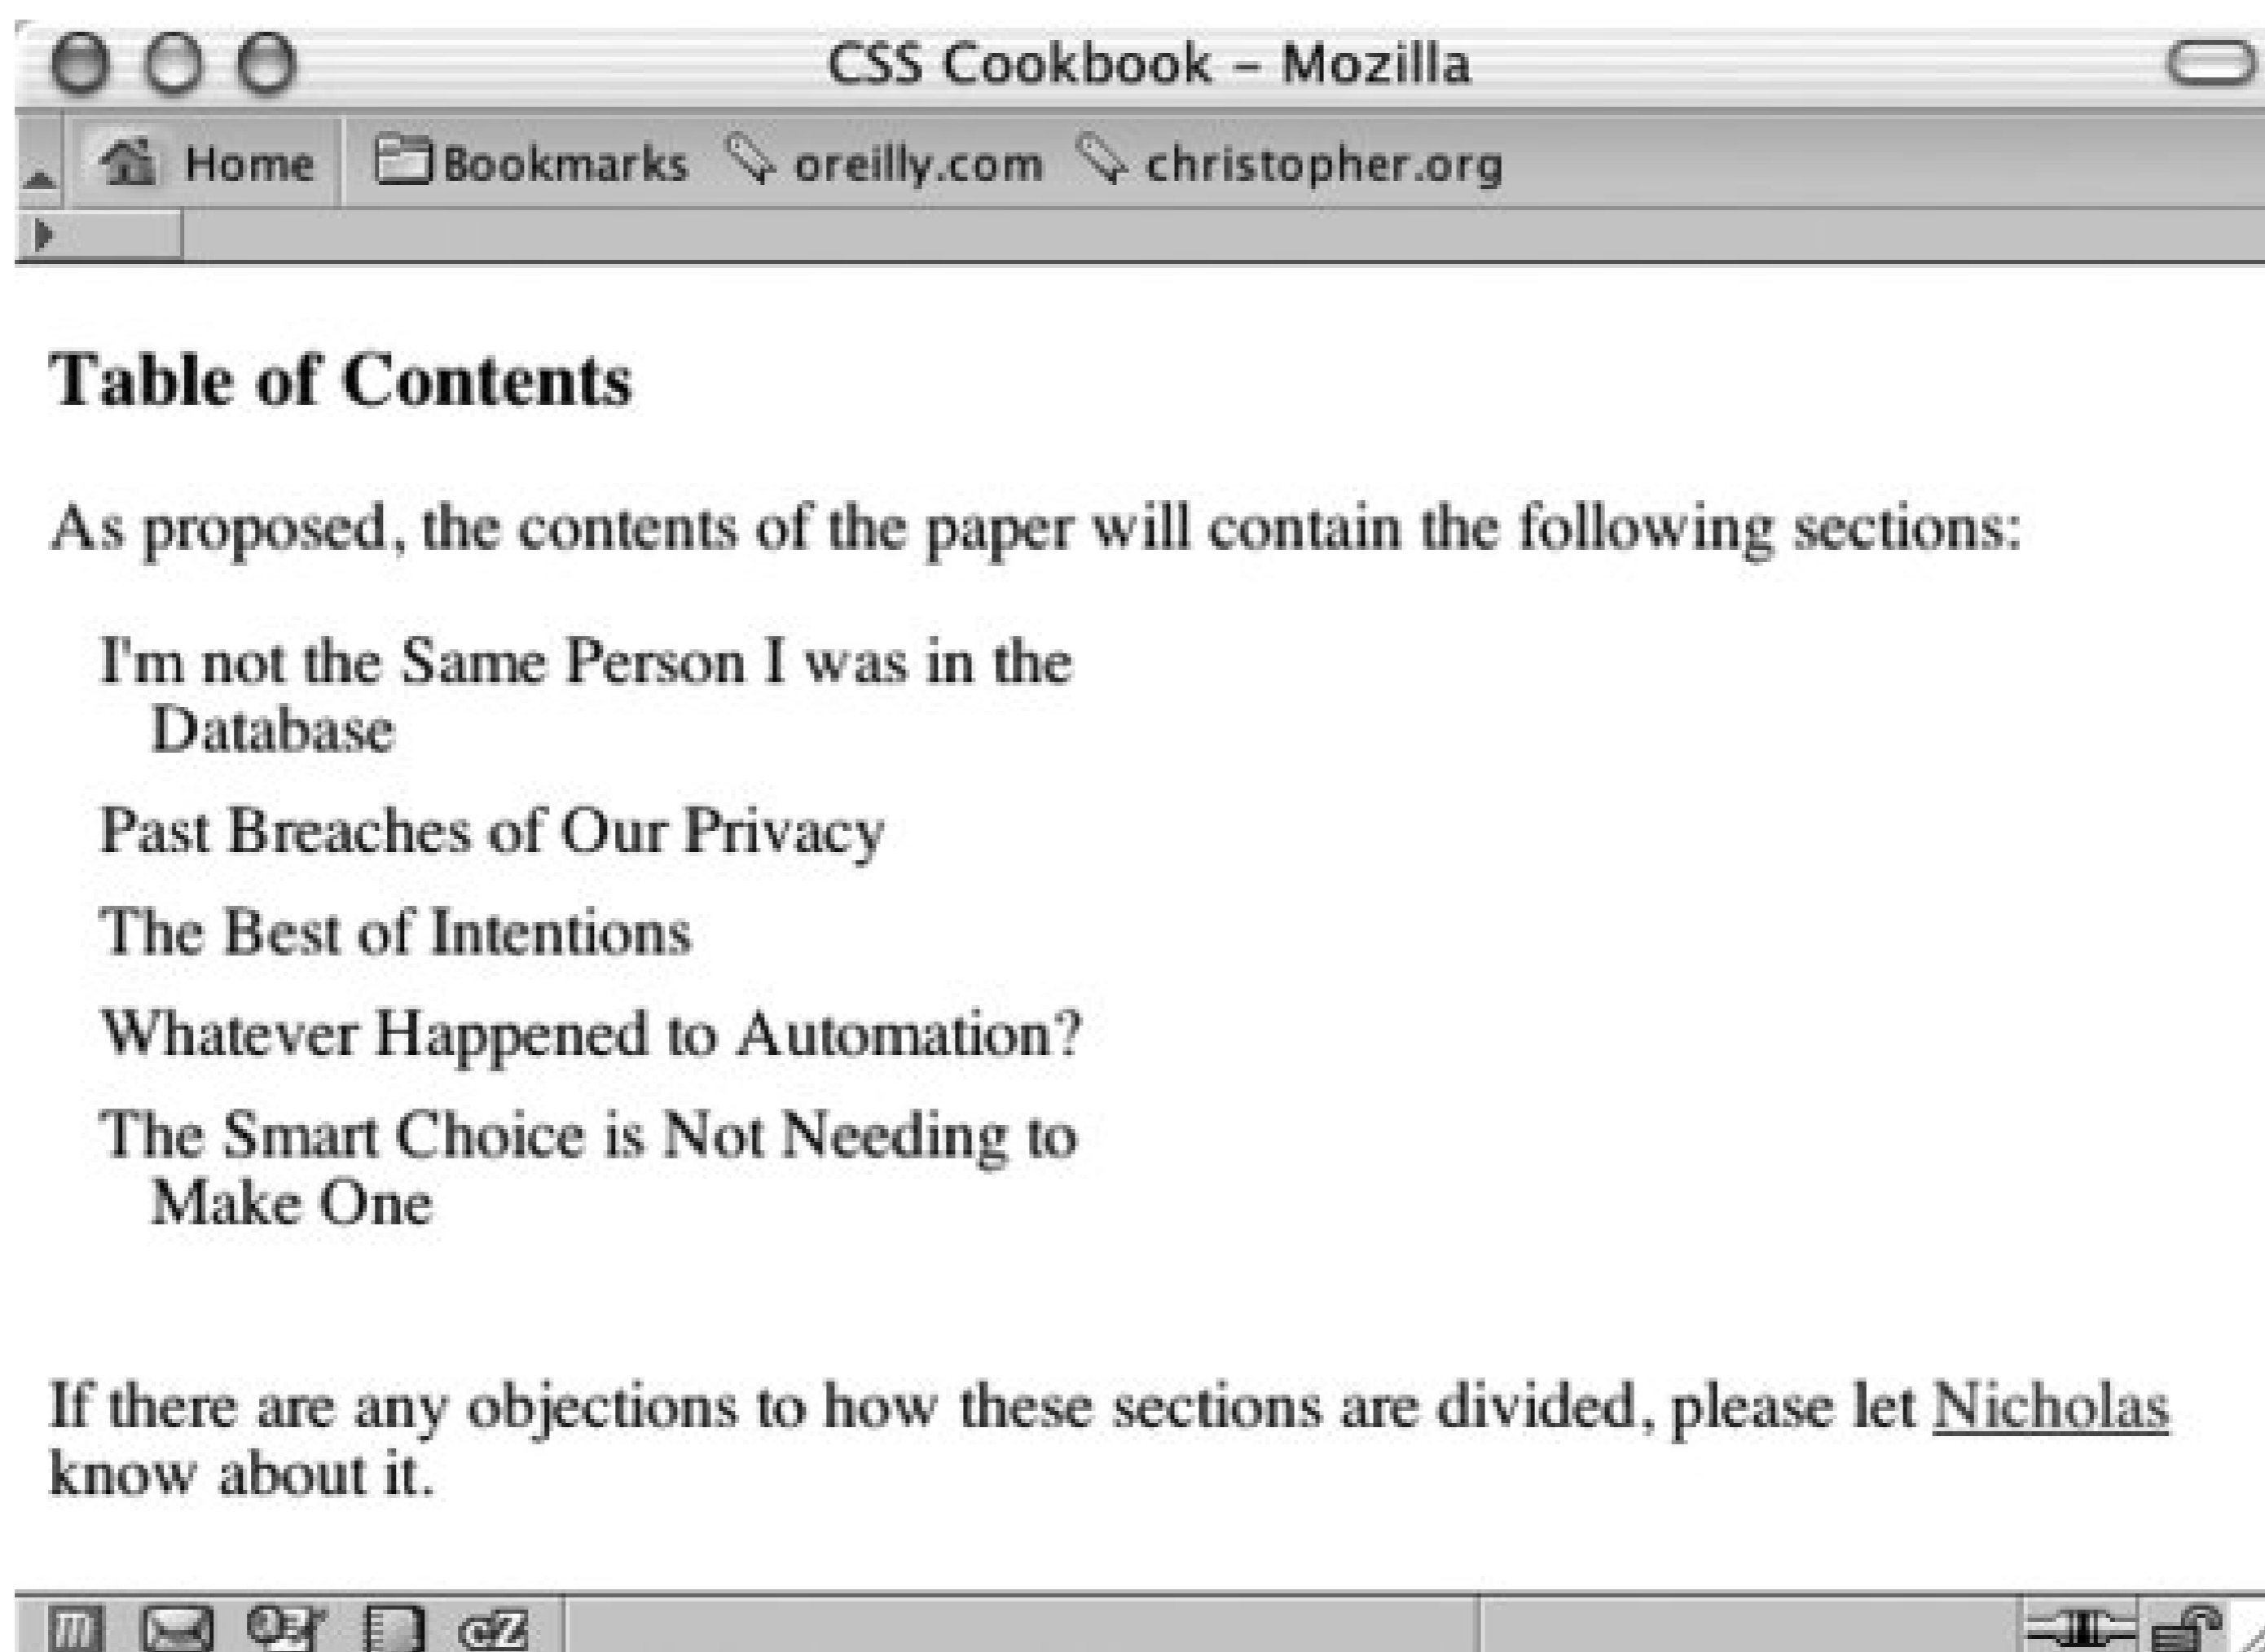 CSS Cookbook – Mozilla
Home Bookmarks oreilly.com christopher.org
Table of Contents
As proposed, the contents of the paper will contain the following sections:
I'm not the Same Person I was in the
Database
Past Breaches of Our Privacy
The Best of Intentions
Whatever Happened to Automation?
The Smart Choice is Not Needing to
Make One
If there are any objections to how these sections are divided, please let Nicholas
know about it.
m cZ